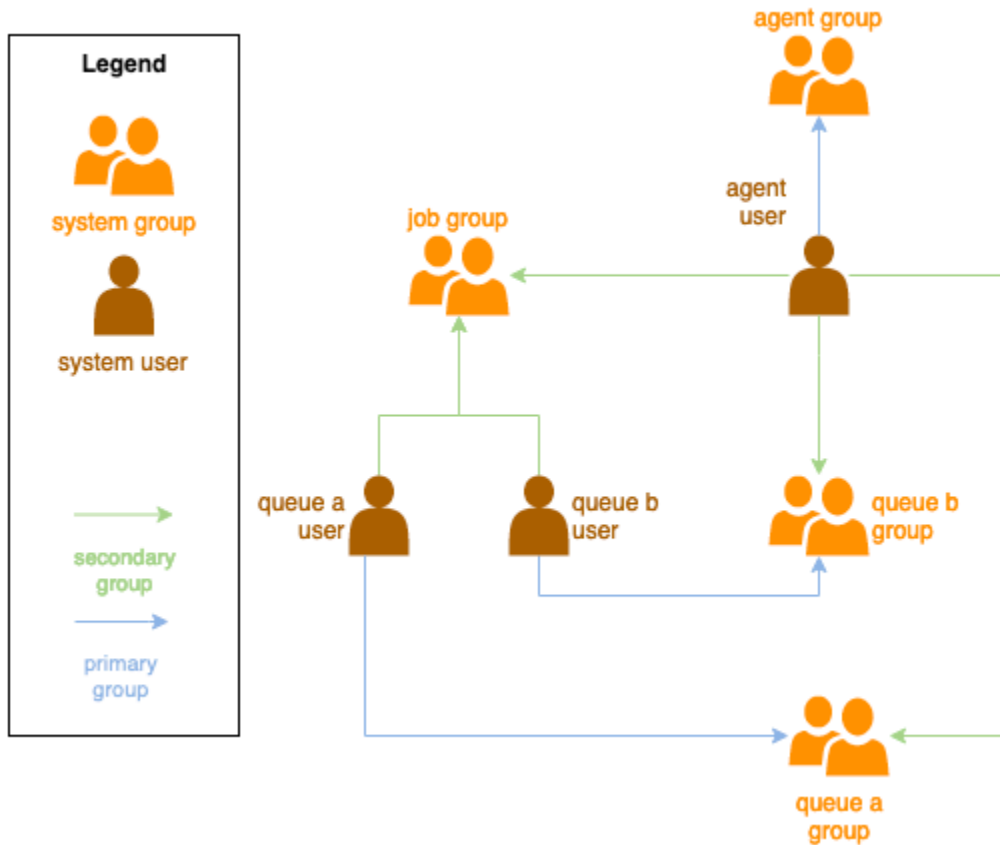 Legend
system group
system user
secondary
group
primary
group
agent group
agent
user
job group
queue a
user
queue b
user
queue b
group
queue a
group